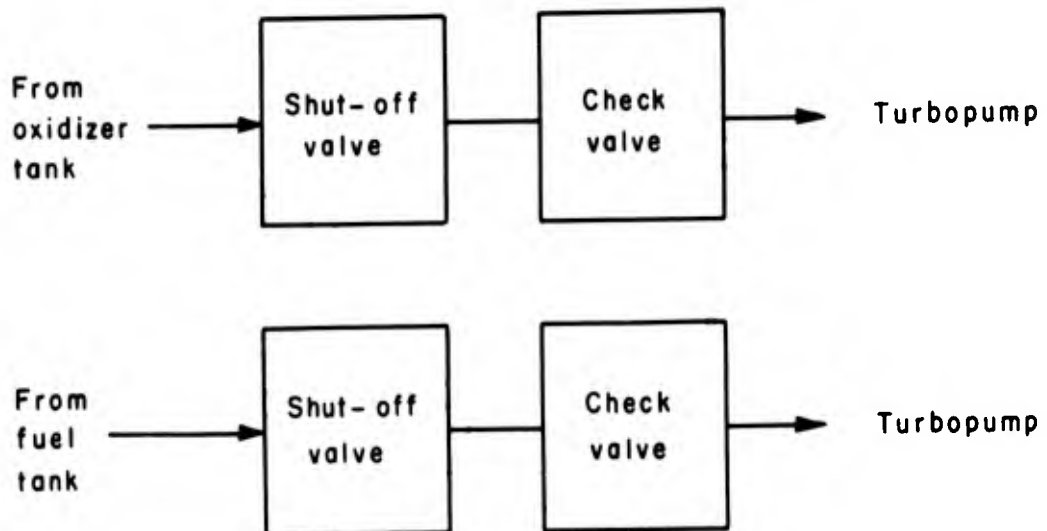 From
oxidizer
tank
Shut-off
valve
Check
valve
Turbopump
From
fuel
tank
Shut-off
valve
Check
valve
Turbopump